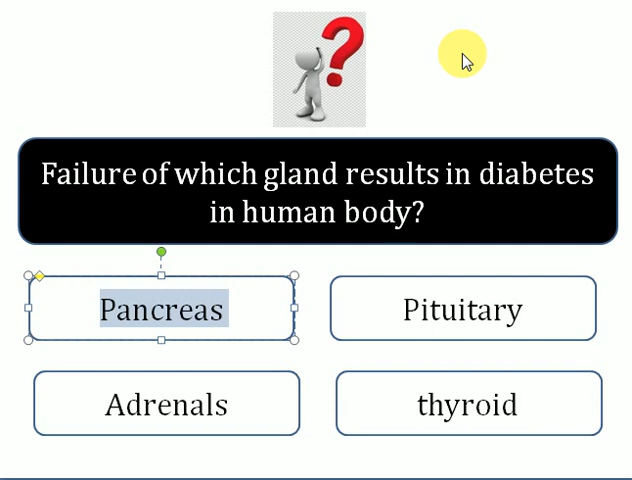 Failure of which gland results in diabetes
in human body?
Pancreas
Pituitary
Adrenals
thyroid